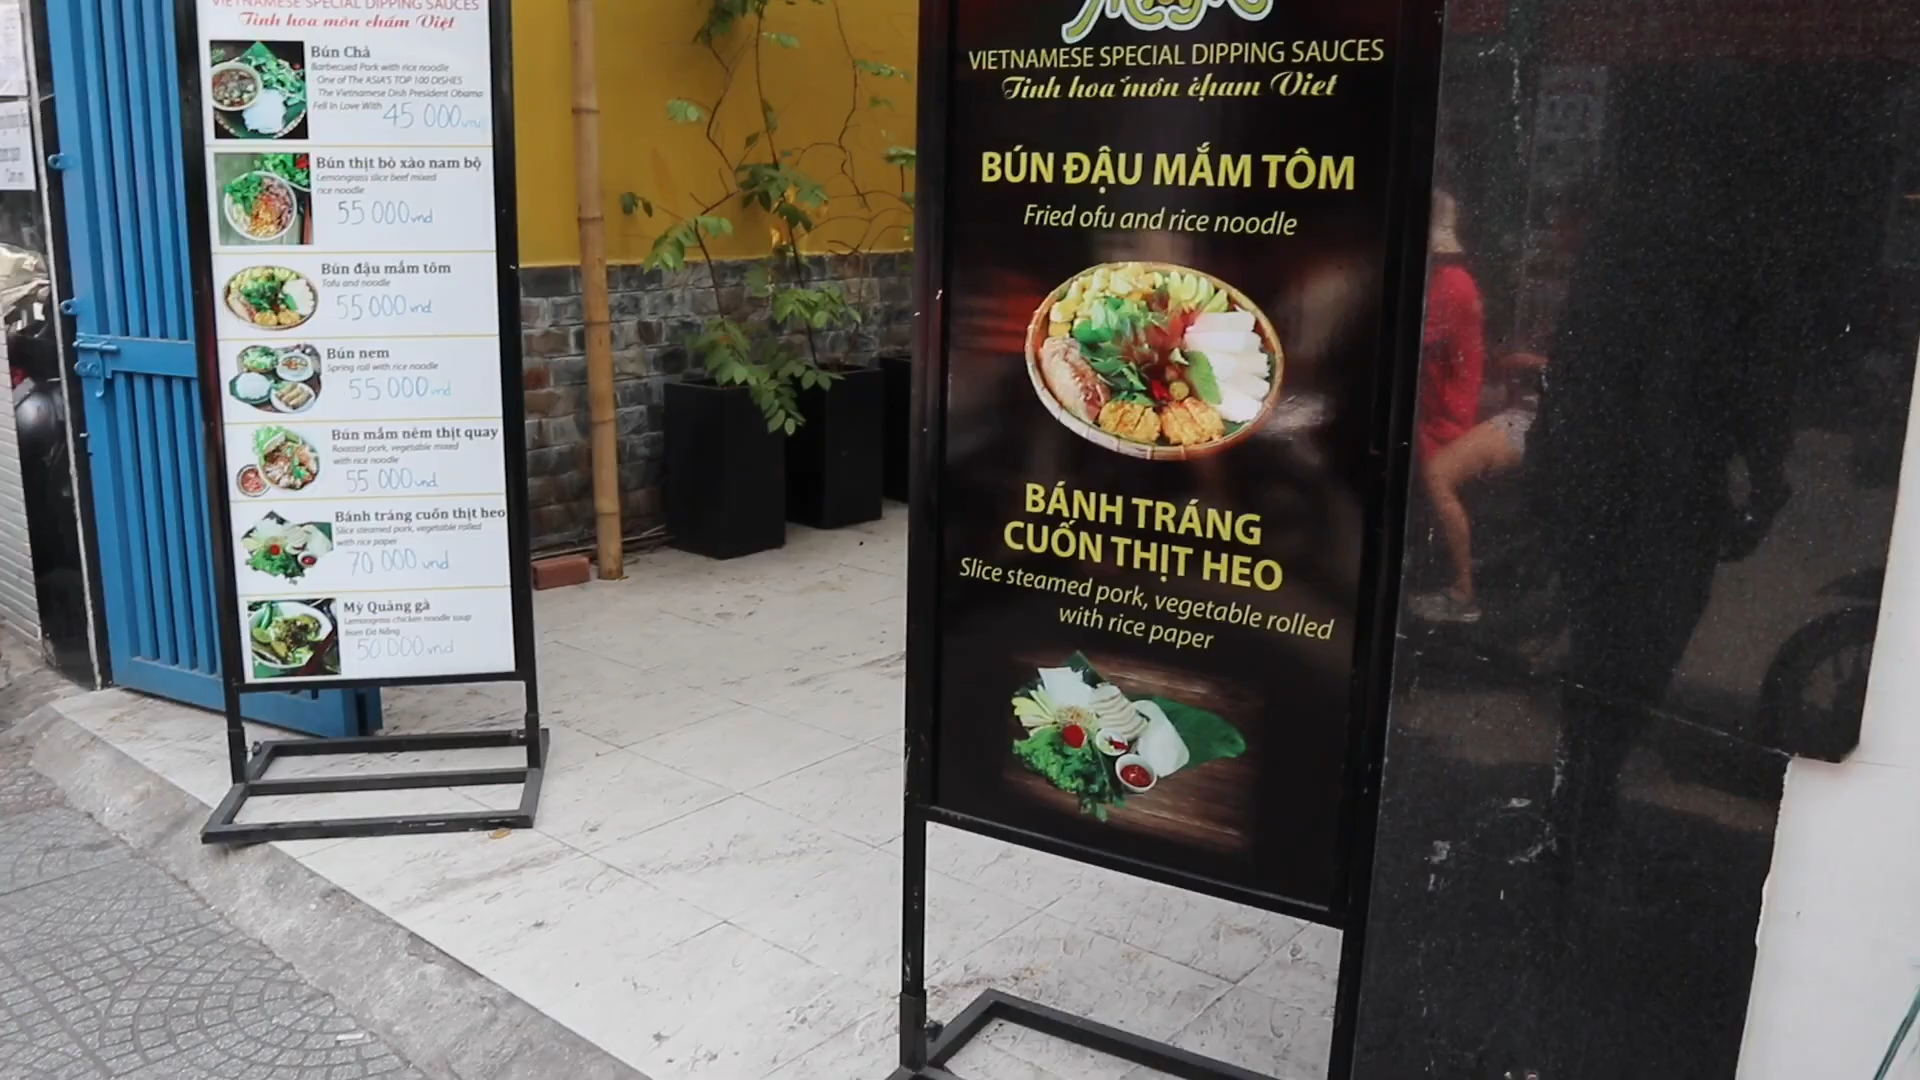 VIETNAMESE SPECIAL DIPPING SAUCES
Tinh hoa môn chấm Việt
Bún Chả
Barbecued Pork with rice noodle
One of The ASIA'S TOP 100 DISHES
The Vietnamese Dish President Obama
Fell In Love With
45 000 vnd
Bún thịt bò xào nam bộ
Lemongrass slice beef mixed
rice noodle
55 000 vnd
Bún đậu mắm tôm
Tofu and noodle
55 000 vnd
Bún nem
Spring roll with rice noodle
55 000 vnd
Bún mắm nêm thịt quay
Roasted pork, vegetable mixed
with rice noodle
55 000 vnd
Bánh tráng cuốn thịt heo
Slice steamed pork, vegetable rolled
with rice paper
70 000 vnd
Mỳ Quảng gà
Lemongrass chicken noodle soup
from Đà Nẵng
50 000 vnd
VIETNAMESE SPECIAL DIPPING SAUCES
Tinh hoa môn chấm Viet
BÚN ĐẬU MẮM TÔM
Fried ofu and rice noodle
BÁNH TRÁNG
CUỐN THỊT HEO
Slice steamed pork, vegetable rolled
with rice paper